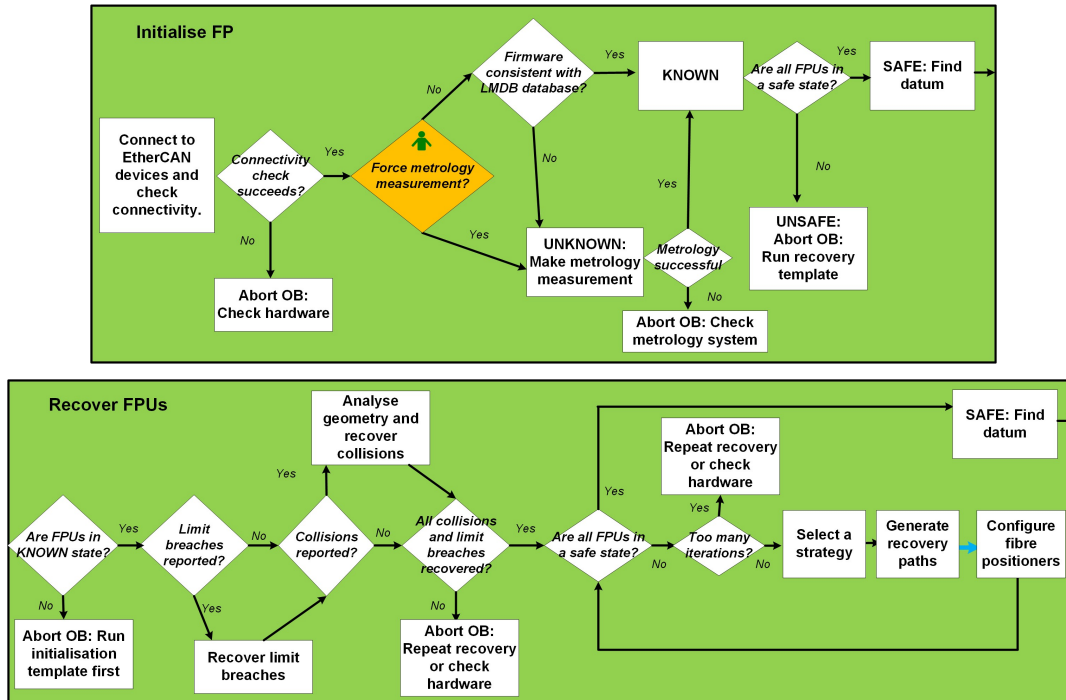 Initialise FP
Connect to
EtherCAN
devices and
check
connectivity.
Connectivity
check
succeeds?
Yes
No
Abort OB:
Check hardware
Force metrology
measurement?
No
Yes
Firmware
consistent with
LMDB database?
Yes
No
UNKNOWN:
Make metrology
measurement
KNOWN
Yes
Metrology
successful
No
Abort OB: Check
metrology system
Are all FPUs in
a safe state?
Yes
No
SAFE: Find
datum
UNSAFE:
Abort OB:
Run recovery
template
Recover FPUs
Are FPUs in
KNOWN state?
Yes
No
Abort OB: Run
initialisation
template first
Limit
breaches
reported?
No
Yes
Recover limit
breaches
Collisions
reported?
Yes
No
Analyse
geometry and
recover
collisions
All collisions
and limit
breaches
recovered?
Yes
No
Abort OB:
Repeat recovery
or check
hardware
Are all FPUs in
a safe state?
Yes
No
Too many
iterations?
Yes
No
Abort OB:
Repeat recovery
or check
hardware
Select a
strategy
Generate
recovery
paths
Configure
fibre
positioners
SAFE: Find
datum